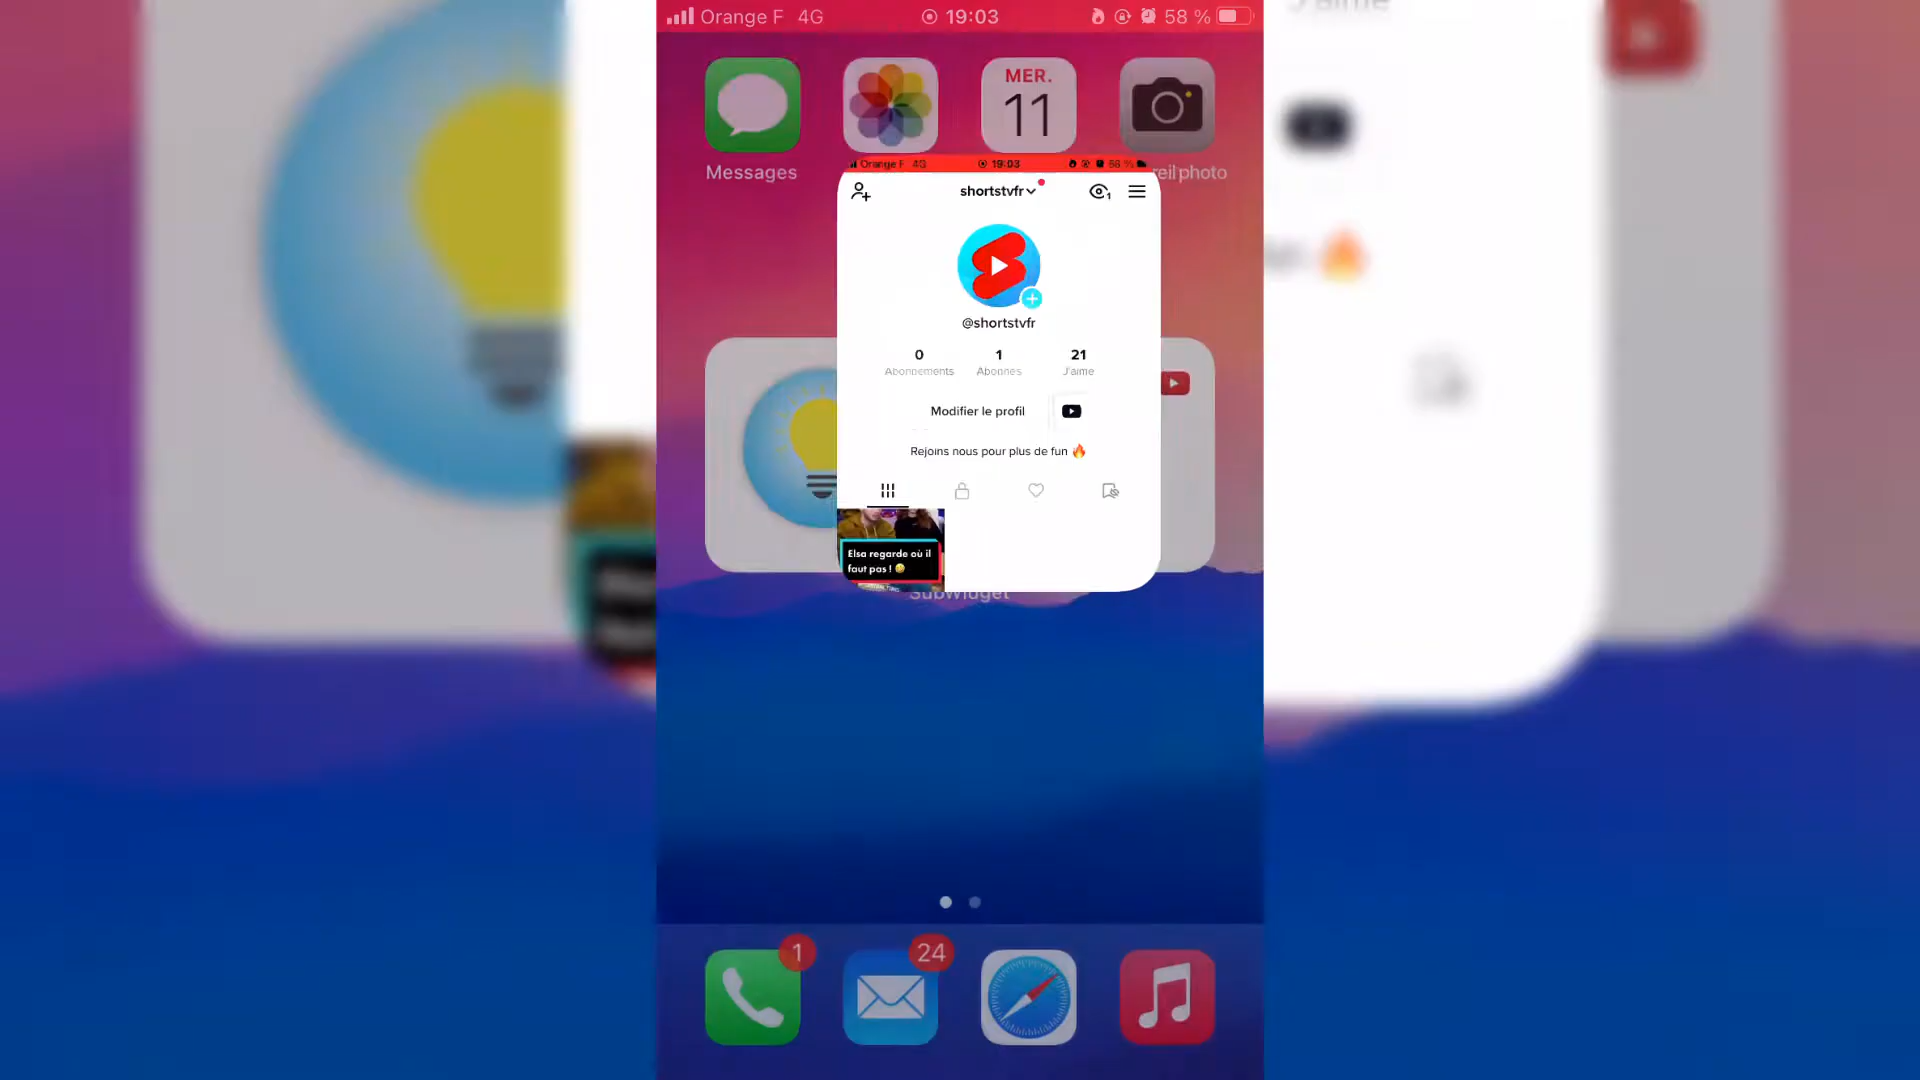 Orange F 4G 19:03 58 %
MER.
11
Messages
reil photo
Orange F 4G 19:03 58 %
shortstvfr
1
@shortstvfr
0 1 21
Abonnements Abonnés J'aime
Modifier le profil
Rejoins nous pour plus de fun 🔥
Elsa regarde où il
faut pas ! 🤣
SubWidget
1
24